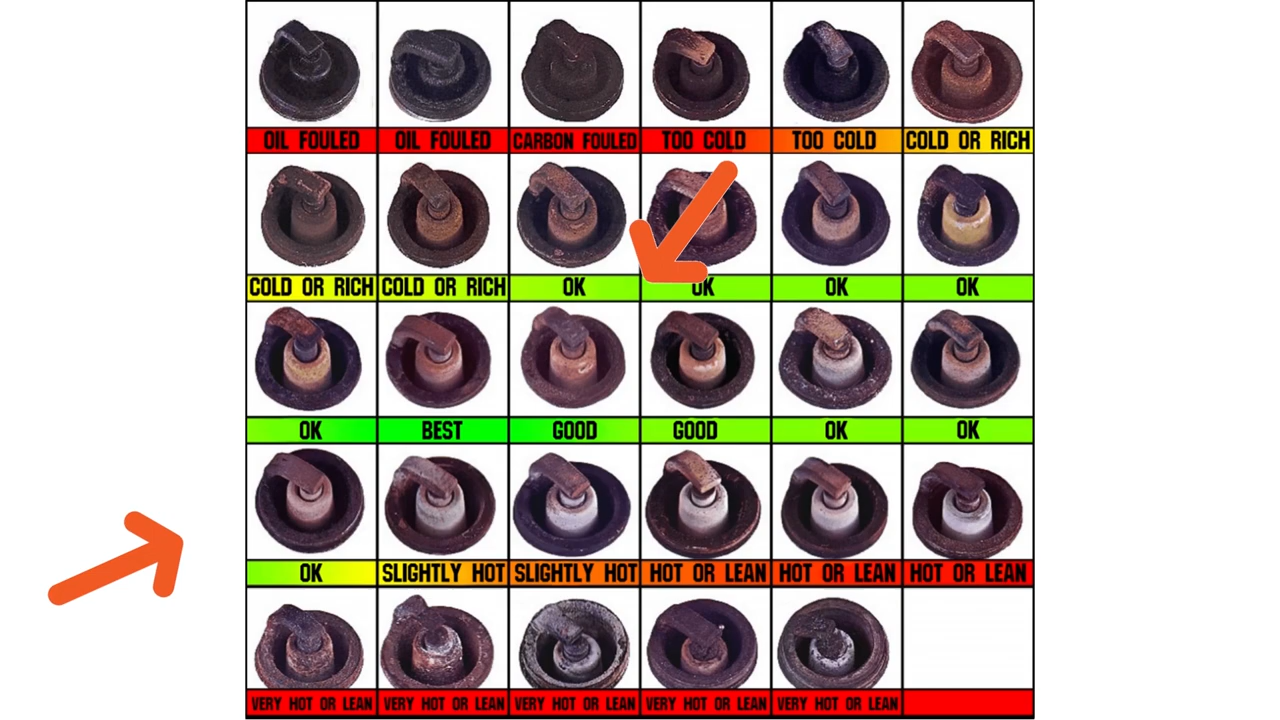 OIL FOULED OIL FOULED CARBON FOULED TOO COLD TOO COLD COLD OR RICH
COLD OR RICH COLD OR RICH OK OK OK OK
OK BEST GOOD GOOD OK OK
OK SLIGHTLY HOT SLIGHTLY HOT HOT OR LEAN HOT OR LEAN HOT OR LEAN
VERY HOT OR LEAN VERY HOT OR LEAN VERY HOT OR LEAN VERY HOT OR LEAN VERY HOT OR LEAN